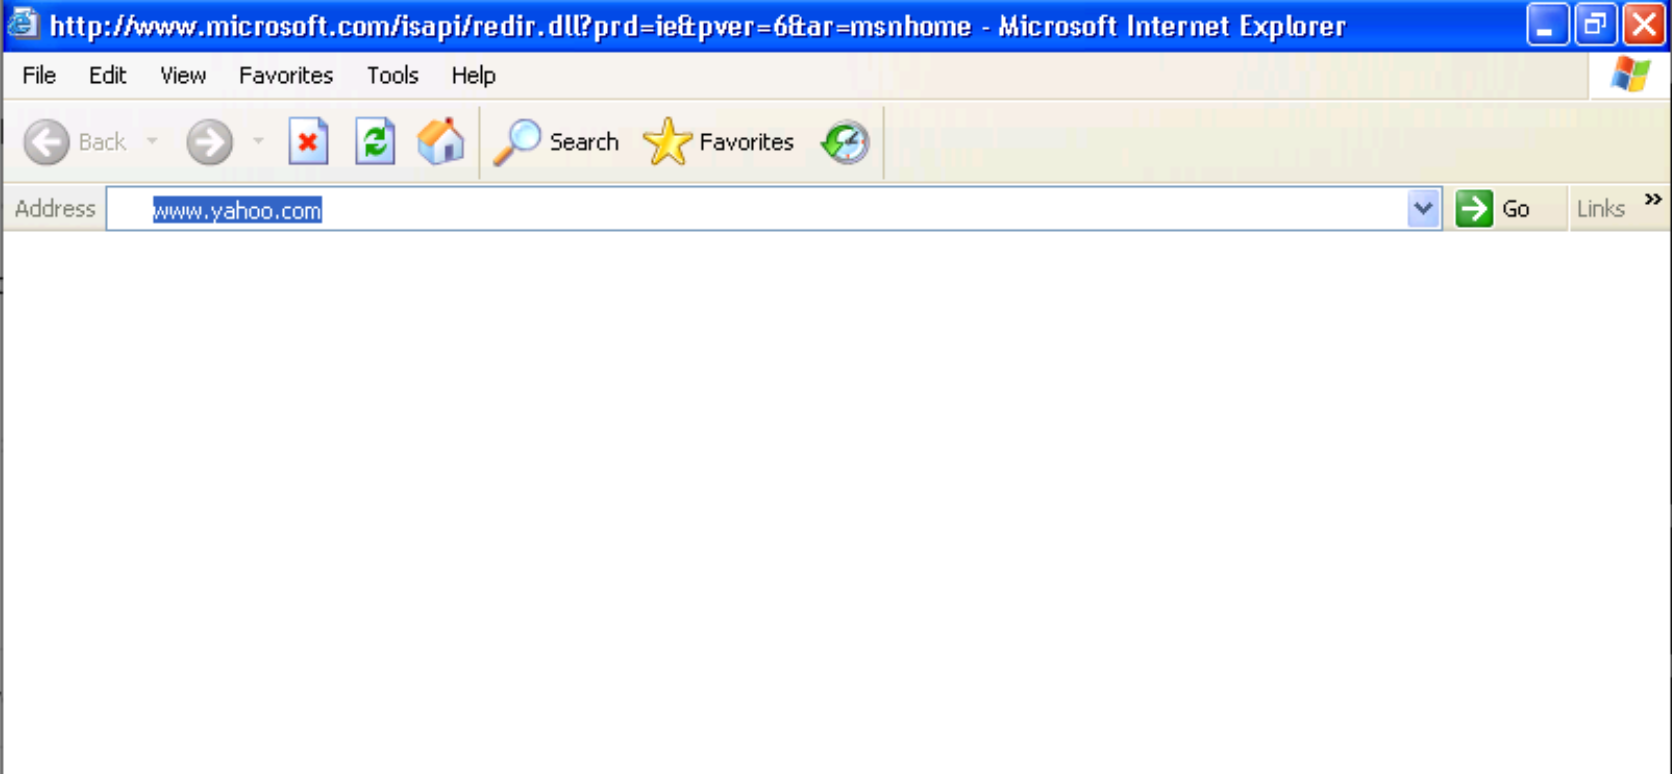 http://www.microsoft.com/isapi/redir.dll?prd=ie&pver=6&ar=msnhome - Microsoft Internet Explorer
File Edit View Favorites Tools Help
Back Search Favorites
Address www.yahoo.com Go Links »